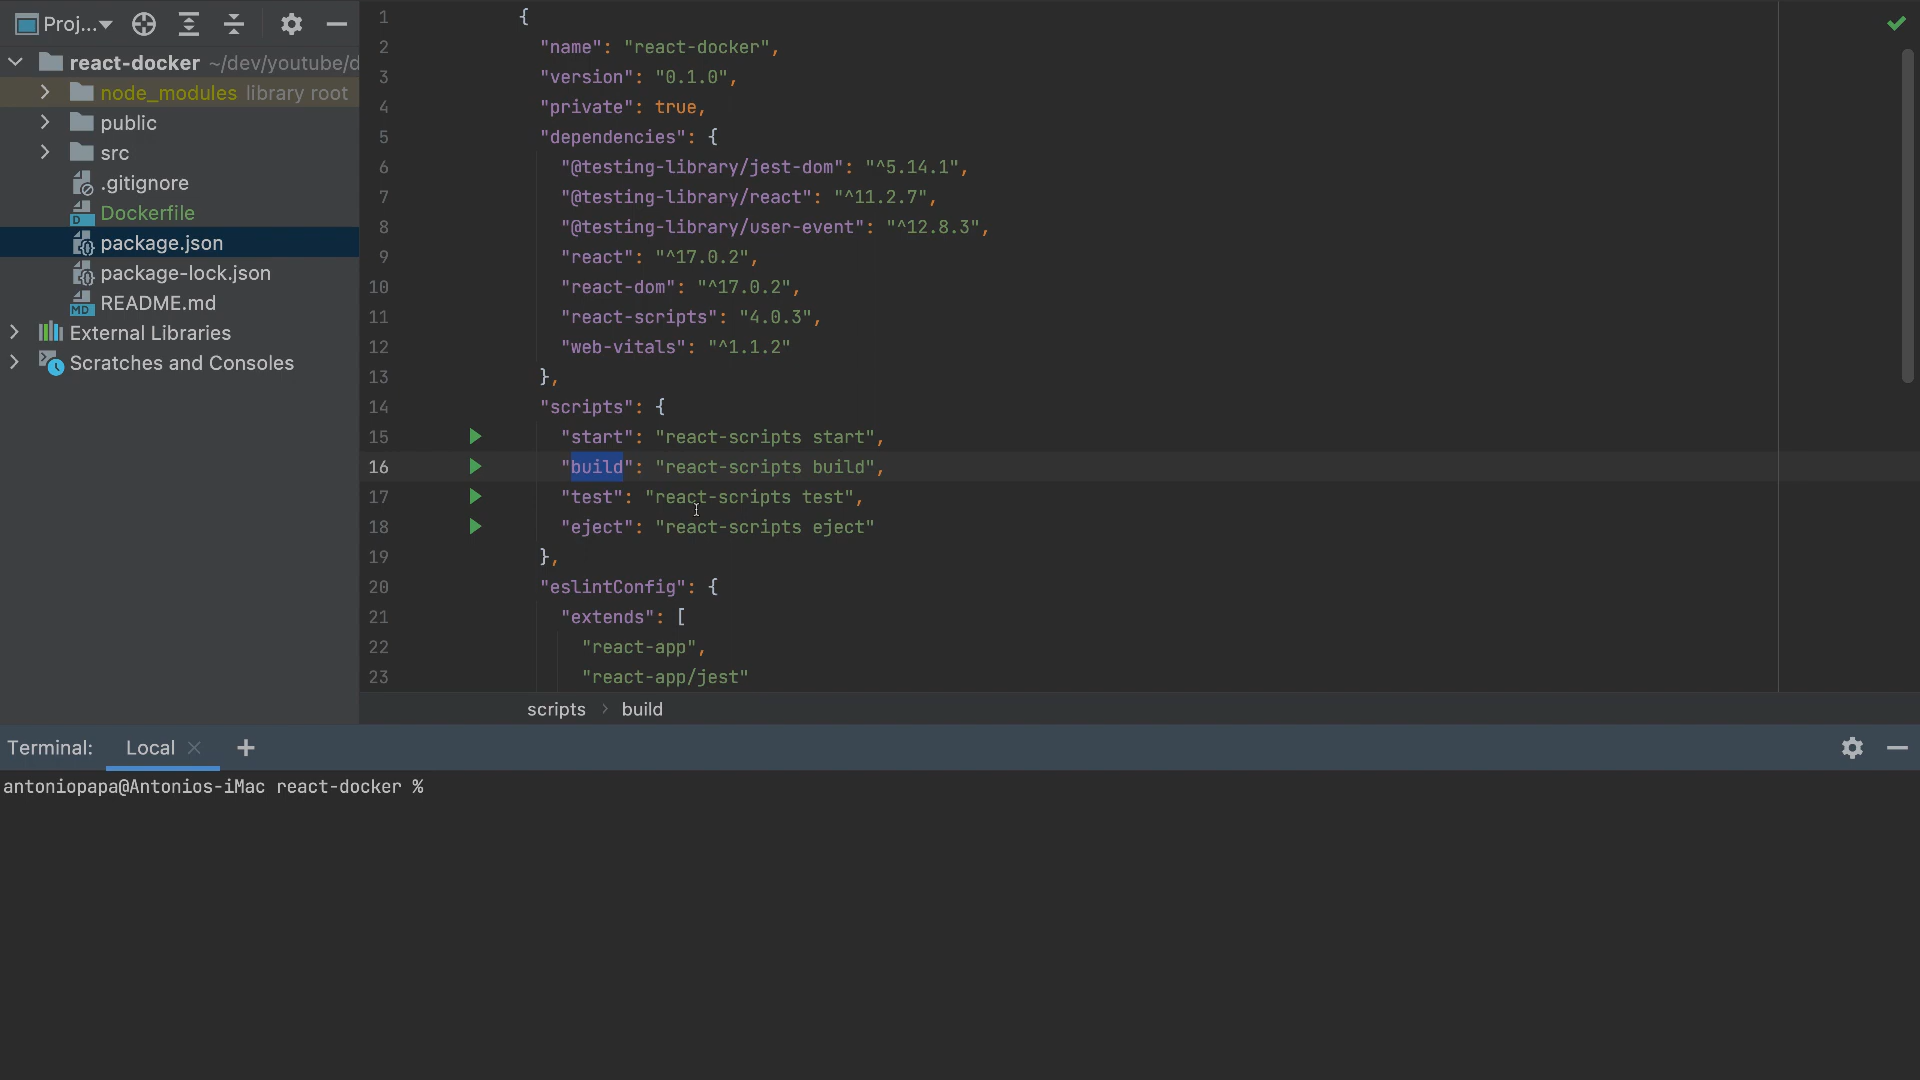 Proj...
react-docker ~/dev/youtube/d
node_modules library root
public
src
.gitignore
Dockerfile
package.json
package-lock.json
README.md
External Libraries
Scratches and Consoles
1 {
2 "name": "react-docker",
3 "version": "0.1.0",
4 "private": true,
5 "dependencies": {
6 "@testing-library/jest-dom": "^5.14.1",
7 "@testing-library/react": "^11.2.7",
8 "@testing-library/user-event": "^12.8.3",
9 "react": "^17.0.2",
10 "react-dom": "^17.0.2",
11 "react-scripts": "4.0.3",
12 "web-vitals": "^1.1.2"
13 },
14 "scripts": {
15 "start": "react-scripts start",
16 "build": "react-scripts build",
17 "test": "react-scripts test",
18 "eject": "react-scripts eject"
19 },
20 "eslintConfig": {
21 "extends": [
22 "react-app",
23 "react-app/jest"
scripts > build
Terminal: Local
antoniopapa@Antonios-iMac react-docker %